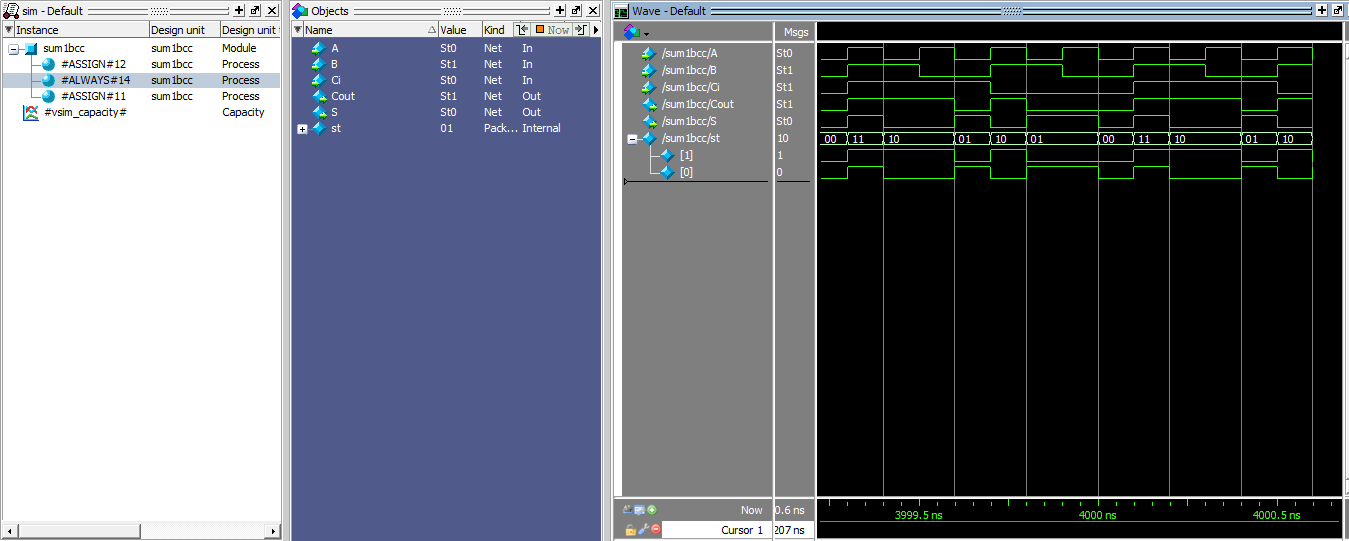 sim - Default
Instance Design unit Design unit
sum1bcc sum1bcc Module
#ASSIGN#12 sum1bcc Process
#ALWAYS#14 sum1bcc Process
#ASSIGN#11 sum1bcc Process
#vsim_capacity# Capacity
Objects
Name Value Kind Mode Now
A St0 Net In
B St1 Net In
Ci St0 Net In
Cout St1 Net Out
S St0 Net Out
st 01 Pack... Internal
Wave - Default
Msgs
/sum1bcc/A St0
/sum1bcc/B St1
/sum1bcc/Ci St1
/sum1bcc/Cout St1
/sum1bcc/S St0
/sum1bcc/st 10 00 11 10 01 10 01 00 11 10 01 10
[1] 1
[0] 0
Now 0.6 ns 3999.5 ns 4000 ns 4000.5 ns
Cursor 1 207 ns